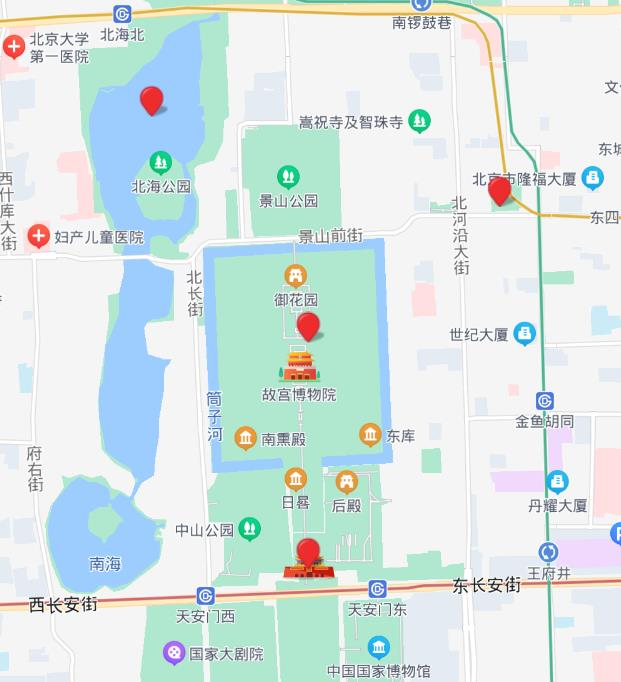 南锣鼓巷
北海北
北京大学
第一医院
文
嵩祝寺及智珠寺
东城
北海公园
景山公园
北京市隆福大厦
西什库大街
北河沿大街
东四
妇产儿童医院
景山前街
北长街
御花园
世纪大厦
故宫博物院
筒子河
金鱼胡同
南熏殿
东库
府右街
日晷
后殿
丹耀大厦
中山公园
南海
王府井
西长安街
东长安街
天安门西
天安门东
国家大剧院
中国国家博物馆